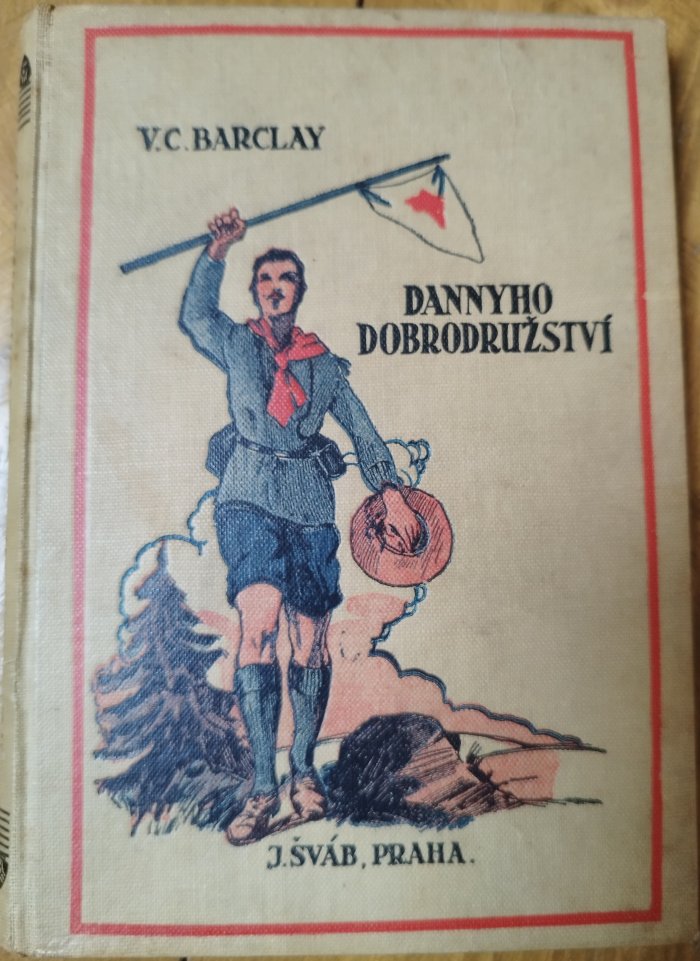 V.C. BARCLAY
DANNYHO
DOBRODRUŽSTVÍ
J. ŠVÁB, PRAHA.